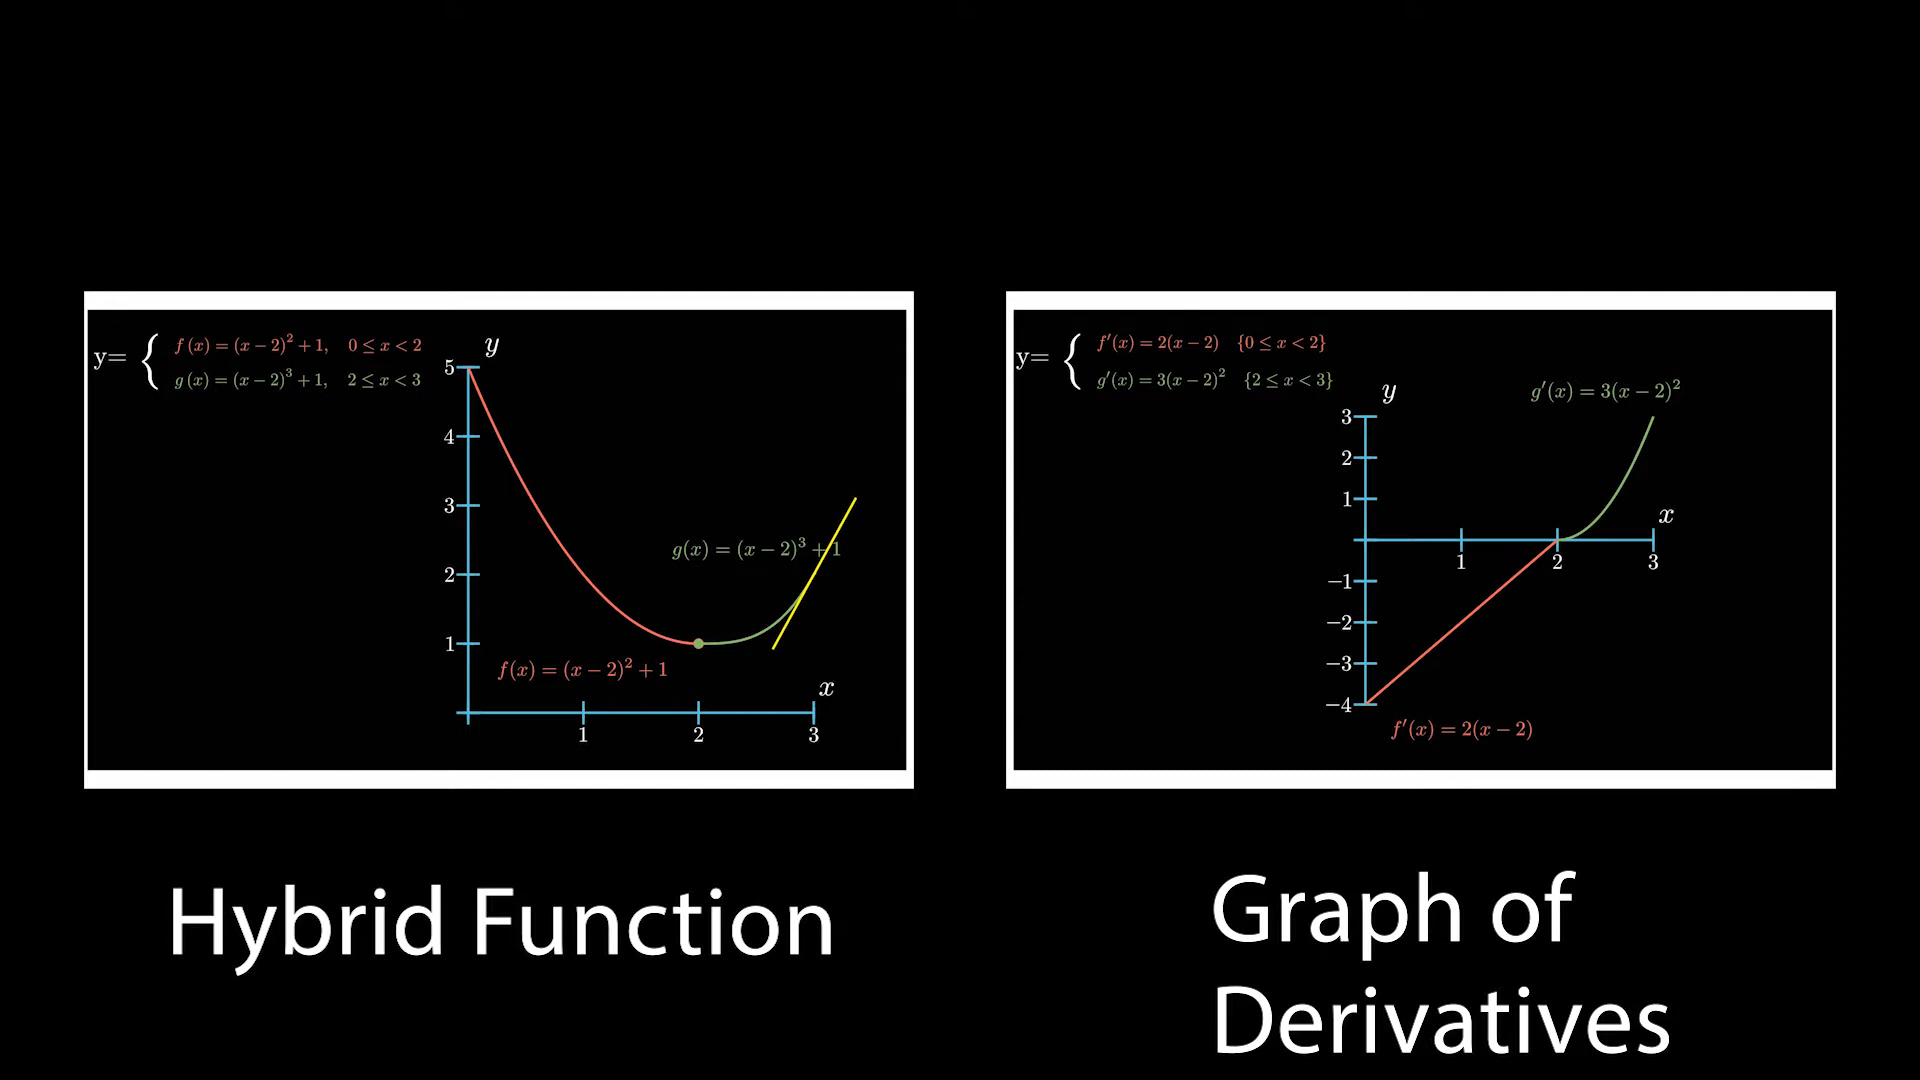 y= { f(x) = (x − 2)² + 1, 0 ≤ x < 2
g(x) = (x − 2)³ + 1, 2 ≤ x < 3
y
5
4
3
g(x) = (x − 2)³ + 1
2
1
f(x) = (x − 2)² + 1
x
1 2 3
y= { f′(x) = 2(x − 2) {0 ≤ x < 2}
g′(x) = 3(x − 2)² {2 ≤ x < 3}
y
g′(x) = 3(x − 2)²
3
2
1
x
1 2 3
−1
−2
−3
−4
f′(x) = 2(x − 2)
Hybrid Function
Graph of
Derivatives